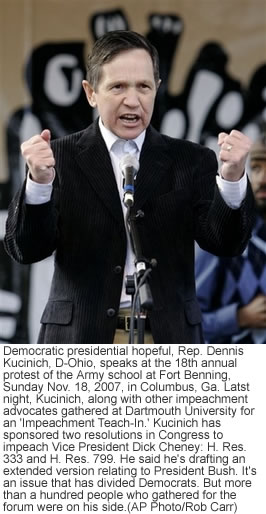 Democratic presidential hopeful, Rep. Dennis
Kucinich, D-Ohio, speaks at the 18th annual
protest of the Army school at Fort Benning,
Sunday Nov. 18, 2007, in Columbus, Ga. Latst
night, Kucinich, along with other impeachment
advocates gathered at Dartmouth University for
an 'Impeachment Teach-In.' Kucinich has
sponsored two resolutions in Congress to
impeach Vice President Dick Cheney: H. Res.
333 and H. Res. 799. He said he's drafting an
extended version relating to President Bush. It's
an issue that has divided Democrats. But more
than a hundred people who gathered for the
forum were on his side.(AP Photo/Rob Carr)